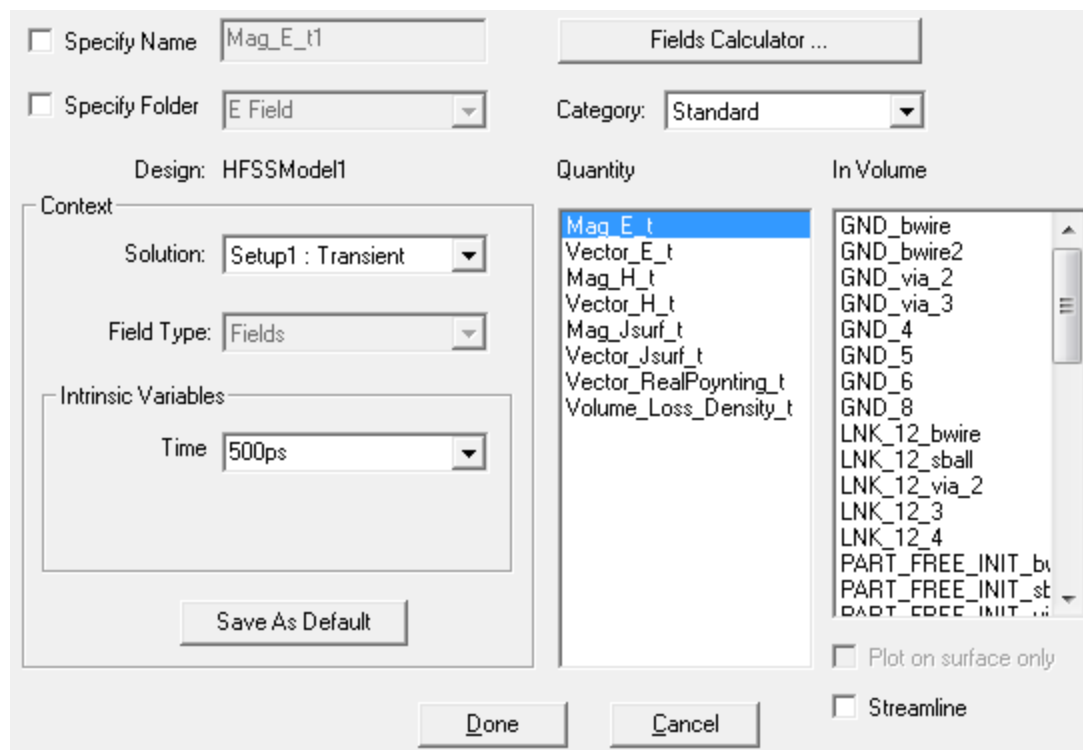 Specify Name Mag_E_t1
Fields Calculator ...
Specify Folder E Field
Category: Standard
Design: HFSSModel1
Quantity
In Volume
Context
Solution: Setup1 : Transient
Field Type: Fields
Intrinsic Variables
Time 500ps
Save As Default
Mag_E_t
Vector_E_t
Mag_H_t
Vector_H_t
Mag_Jsurf_t
Vector_Jsurf_t
Vector_RealPoynting_t
Volume_Loss_Density_t
GND_bwire
GND_bwire2
GND_via_2
GND_via_3
GND_4
GND_5
GND_6
GND_8
LNK_12_bwire
LNK_12_sball
LNK_12_via_2
LNK_12_3
LNK_12_4
PART_FREE_INIT_bw
PART_FREE_INIT_sb
PART_FREE_INIT_vi
Plot on surface only
Streamline
Done
Cancel